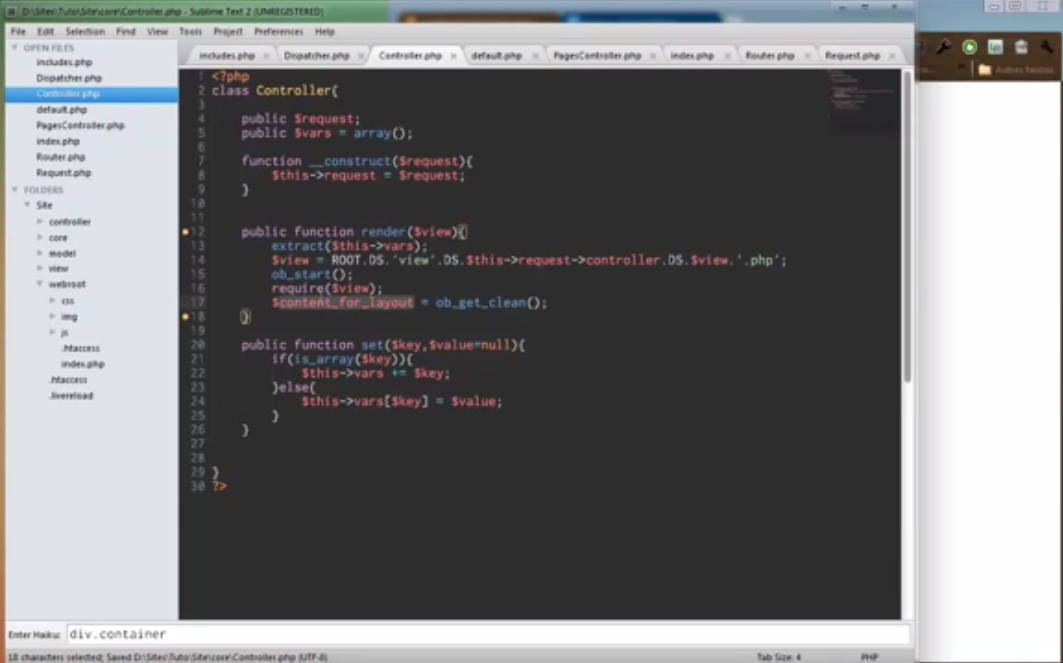 D:\Sites\Tuto\Site\core\Controller.php - Sublime Text 2 (UNREGISTERED)
File Edit Selection Find View Tools Project Preferences Help
OPEN FILES
includes.php
Dispatcher.php
Controller.php
default.php
PagesController.php
index.php
Router.php
Request.php
FOLDERS
Site
controller
core
model
view
webroot
css
img
js
.htaccess
index.php
.htaccess
.livereload
includes.php Dispatcher.php Controller.php default.php PagesController.php index.php Router.php Request.php
1 <?php
2 class Controller{
3
4 public $request;
5 public $vars = array();
6
7 function __construct($request){
8 $this->request = $request;
9 }
10
11
12 public function render($view){
13 extract($this->vars);
14 $view = ROOT.DS.'view'.DS.$this->request->controller.DS.$view.'.php';
15 ob_start();
16 require($view);
17 $content_for_layout = ob_get_clean();
18 }
19
20 public function set($key,$value=null){
21 if(is_array($key)){
22 $this->vars += $key;
23 }else{
24 $this->vars[$key] = $value;
25 }
26 }
27
28
29 }
30 ?>
Autres favoris
Enter Haiku: div.container
18 characters selected; Saved D:\Sites\Tuto\Site\core\Controller.php (UTF-8)
Tab Size: 4
PHP